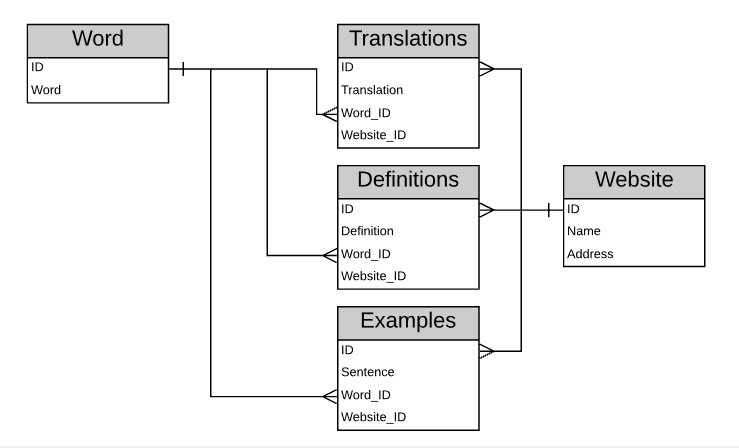 Word
ID
Word
Translations
ID
Translation
Word_ID
Website_ID
Definitions
ID
Definition
Word_ID
Website_ID
Examples
ID
Sentence
Word_ID
Website_ID
Website
ID
Name
Address